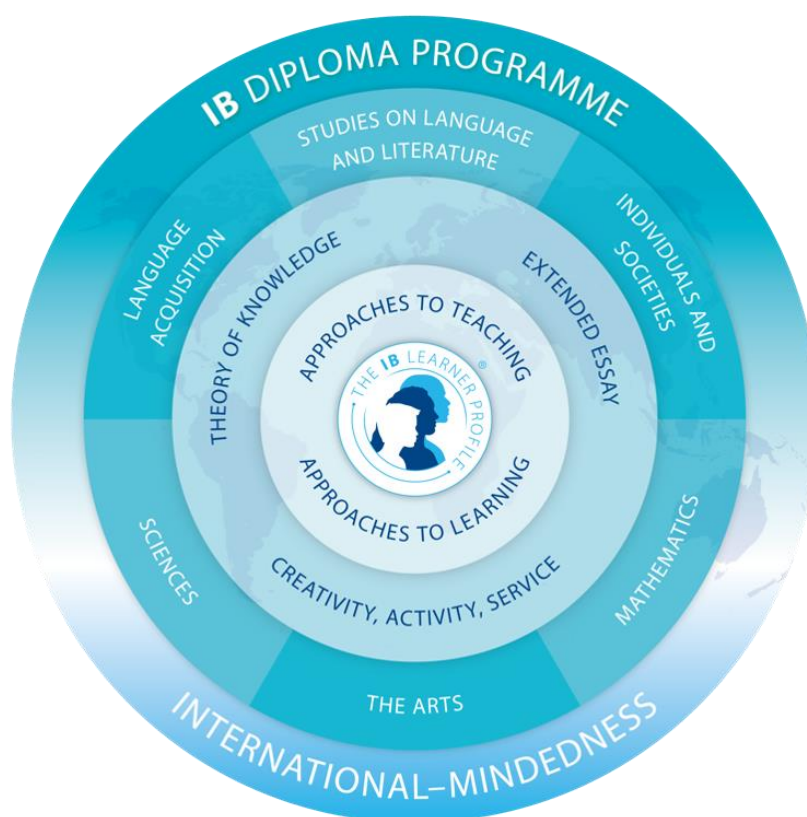 IB DIPLOMA PROGRAMME
STUDIES ON LANGUAGE
AND LITERATURE
LANGUAGE
ACQUISITION
INDIVIDUALS AND
SOCIETIES
THEORY OF KNOWLEDGE
EXTENDED ESSAY
APPROACHES TO TEACHING
THE IB LEARNER PROFILE ®
APPROACHES TO LEARNING
CREATIVITY, ACTIVITY, SERVICE
SCIENCES
MATHEMATICS
THE ARTS
INTERNATIONAL–MINDEDNESS